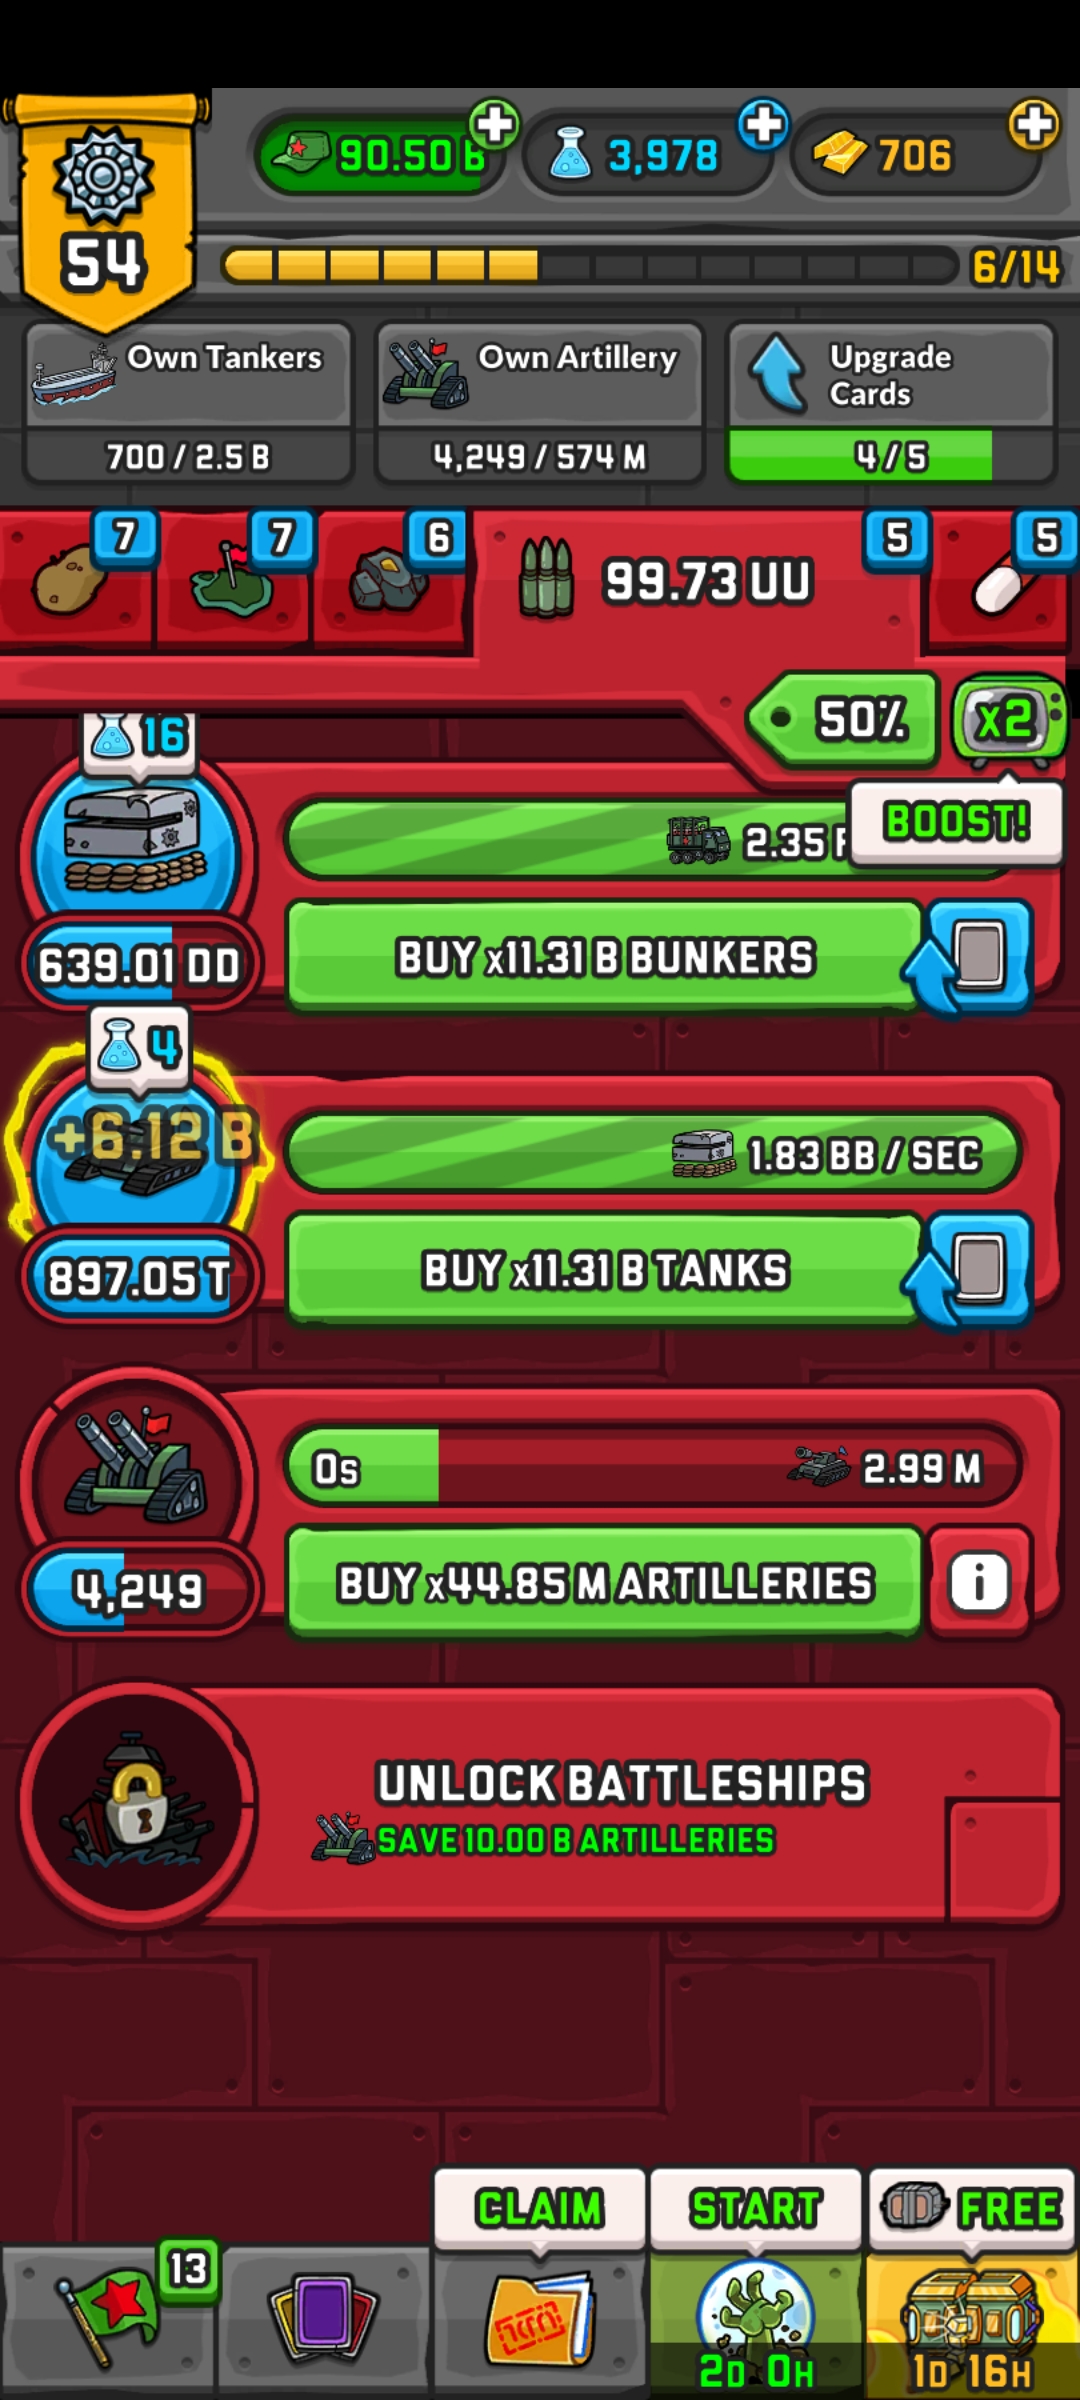 90.50 B
3,978
706
54
6/14
Own Tankers
700 / 2.5 B
Own Artillery
4,249 / 574 M
Upgrade
Cards
4 / 5
7
7
6
99.73 UU
5
5
50%
x2
BOOST!
16
2.35
639.01 DD
BUY x11.31 B BUNKERS
4
+6.12 B
1.83 BB / SEC
897.05 T
BUY x11.31 B TANKS
0s
2.99 M
4,249
BUY x44.85 M ARTILLERIES
i
UNLOCK BATTLESHIPS
SAVE 10.00 B ARTILLERIES
CLAIM
START
FREE
13
2D 0H
1D 16H